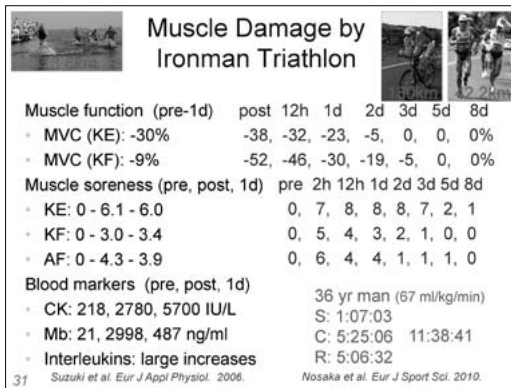 Muscle Damage by
Ironman Triathlon
3.8km
180km
42.2km
Muscle function (pre-1d) post 12h 1d 2d 3d 5d 8d
• MVC (KE): -30% -38, -32, -23, -5, 0, 0, 0%
• MVC (KF): -9% -52, -46, -30, -19, -5, 0, 0%
Muscle soreness (pre, post, 1d) pre 2h 12h 1d 2d 3d 5d 8d
• KE: 0 - 6.1 - 6.0 0, 7, 8, 8, 8, 7, 2, 1
• KF: 0 - 3.0 - 3.4 0, 5, 4, 3, 2, 1, 0, 0
• AF: 0 - 4.3 - 3.9 0, 6, 4, 4, 1, 1, 1, 0
Blood markers (pre, post, 1d)
• CK: 218, 2780, 5700 IU/L
• Mb: 21, 2998, 487 ng/ml
• Interleukins: large increases
36 yr man (67 ml/kg/min)
S: 1:07:03
C: 5:25:06 11:38:41
R: 5:06:32
31 Suzuki et al. Eur J Appl Physiol. 2006. Nosaka et al. Eur J Sport Sci. 2010.